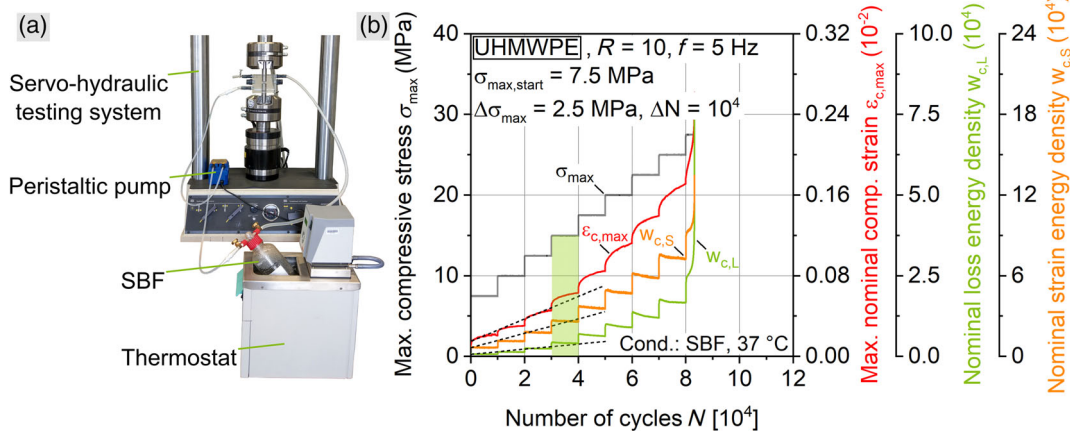 (a)
Servo-hydraulic
testing system
Peristaltic pump
SBF
Thermostat
(b)
Max. compressive stress σmax (MPa)
40
35
30
25
20
15
10
5
0
UHMWPE , R = 10, f = 5 Hz
σmax,start = 7.5 MPa
Δσmax = 2.5 MPa, ΔN = 10⁴
σmax
εc,max
wc,S
wc,L
Cond.: SBF, 37 °C
0 2 4 6 8 10 12
Number of cycles N [10⁴]
0.32
0.24
0.16
0.08
0.00
Max. nominal comp. strain εc,max (10⁻²)
10.0
7.5
5.0
2.5
0.0
Nominal loss energy density wc,L (10⁴)
24
18
12
6
0
Nominal strain energy density wc,S (10⁴)